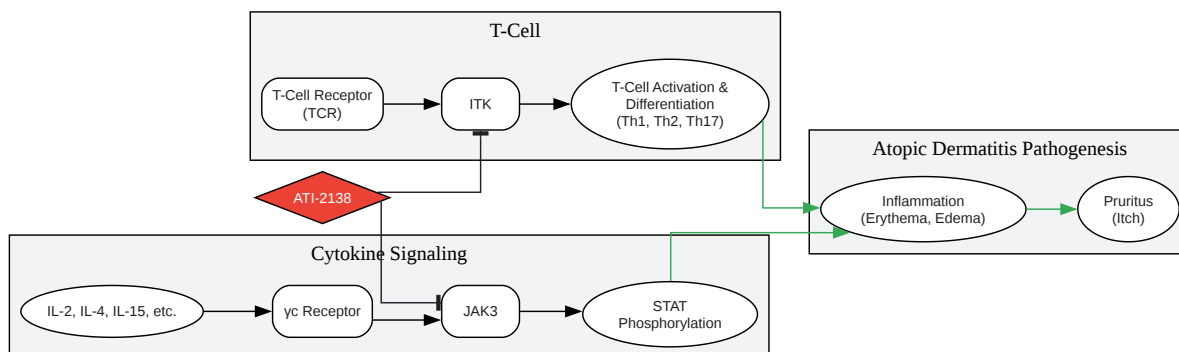 T-Cell
T-Cell Receptor
(TCR)
ITK
T-Cell Activation &
Differentiation
(Th1, Th2, Th17)
Atopic Dermatitis Pathogenesis
Inflammation
(Erythema, Edema)
Pruritus
(Itch)
ATI-2138
Cytokine Signaling
IL-2, IL-4, IL-15, etc.
γc Receptor
JAK3
STAT
Phosphorylation